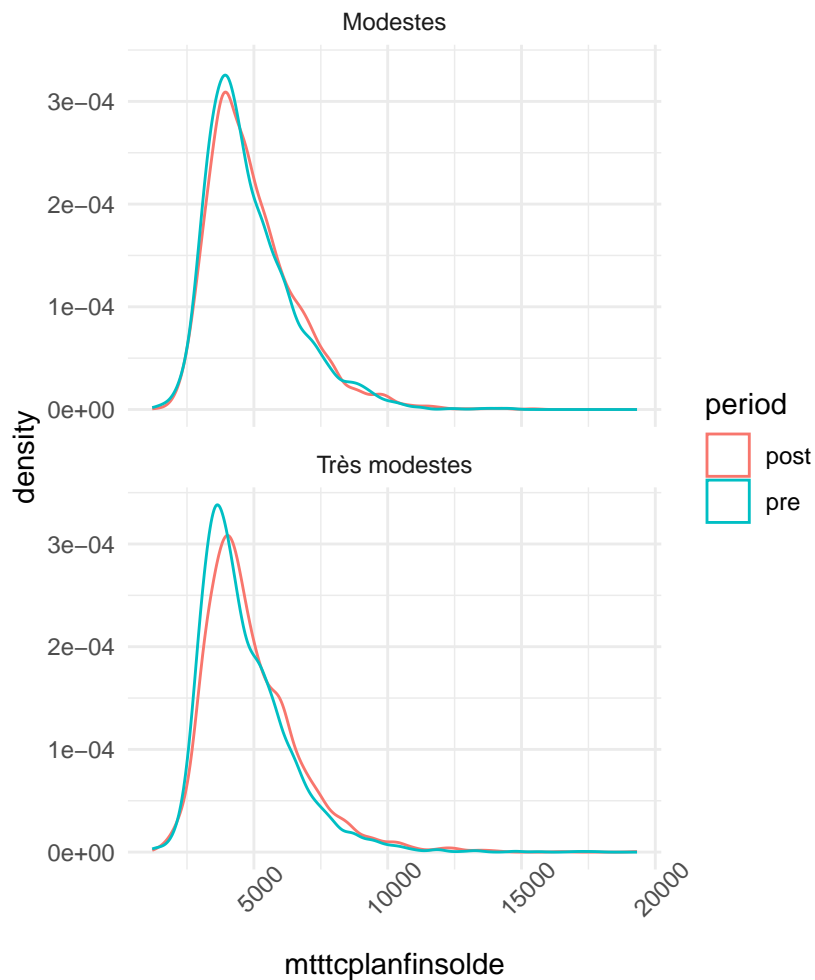 Modestes
3e−04
2e−04
1e−04
0e+00
Très modestes
3e−04
2e−04
1e−04
0e+00
density
5000
10000
15000
20000
mtttcplanfinsolde
period
post
pre